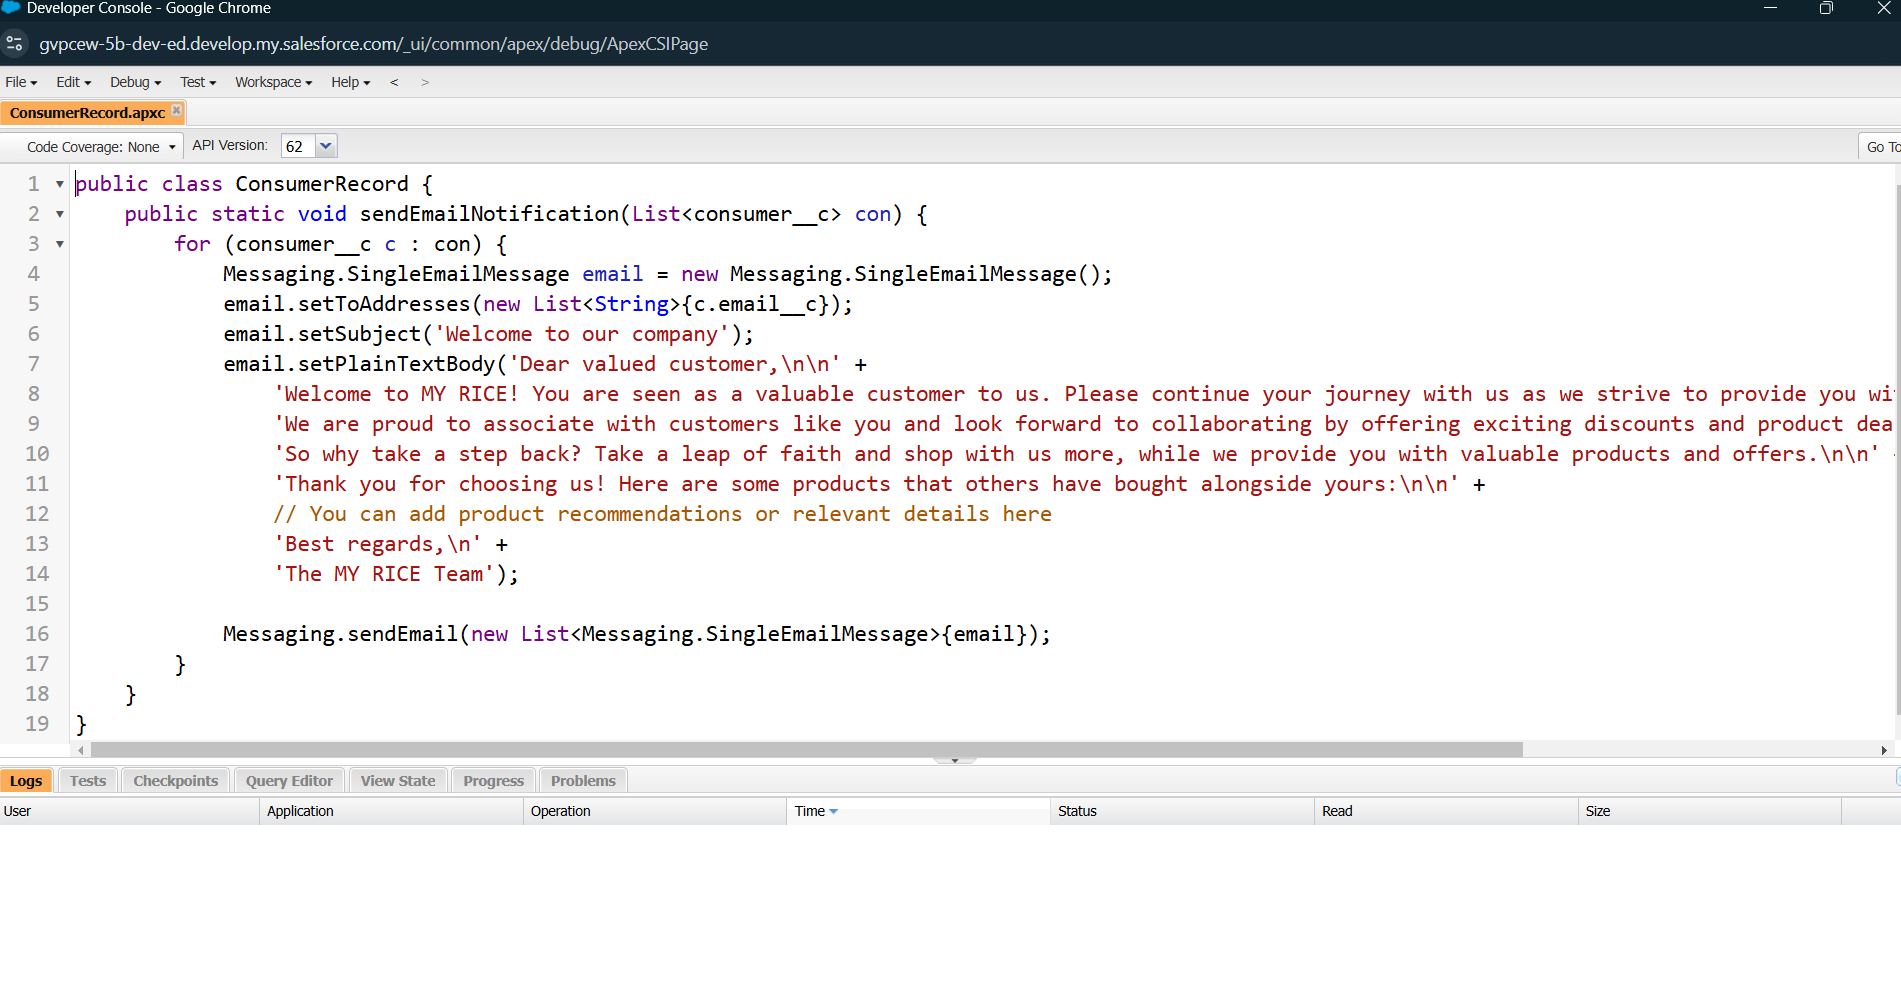 Developer Console - Google Chrome
gvpcew-5b-dev-ed.develop.my.salesforce.com/_ui/common/apex/debug/ApexCSIPage
File Edit Debug Test Workspace Help < >
ConsumerRecord.apxc
Code Coverage: None API Version: 62 Go To
1 public class ConsumerRecord {
2 public static void sendEmailNotification(List<consumer__c> con) {
3 for (consumer__c c : con) {
4 Messaging.SingleEmailMessage email = new Messaging.SingleEmailMessage();
5 email.setToAddresses(new List<String>{c.email__c});
6 email.setSubject('Welcome to our company');
7 email.setPlainTextBody('Dear valued customer,\n\n' +
8 'Welcome to MY RICE! You are seen as a valuable customer to us. Please continue your journey with us as we strive to provide you wi
9 'We are proud to associate with customers like you and look forward to collaborating by offering exciting discounts and product dea
10 'So why take a step back? Take a leap of faith and shop with us more, while we provide you with valuable products and offers.\n\n'
11 'Thank you for choosing us! Here are some products that others have bought alongside yours:\n\n' +
12 // You can add product recommendations or relevant details here
13 'Best regards,\n' +
14 'The MY RICE Team');
15
16 Messaging.sendEmail(new List<Messaging.SingleEmailMessage>{email});
17 }
18 }
19 }
Logs Tests Checkpoints Query Editor View State Progress Problems
User Application Operation Time Status Read Size